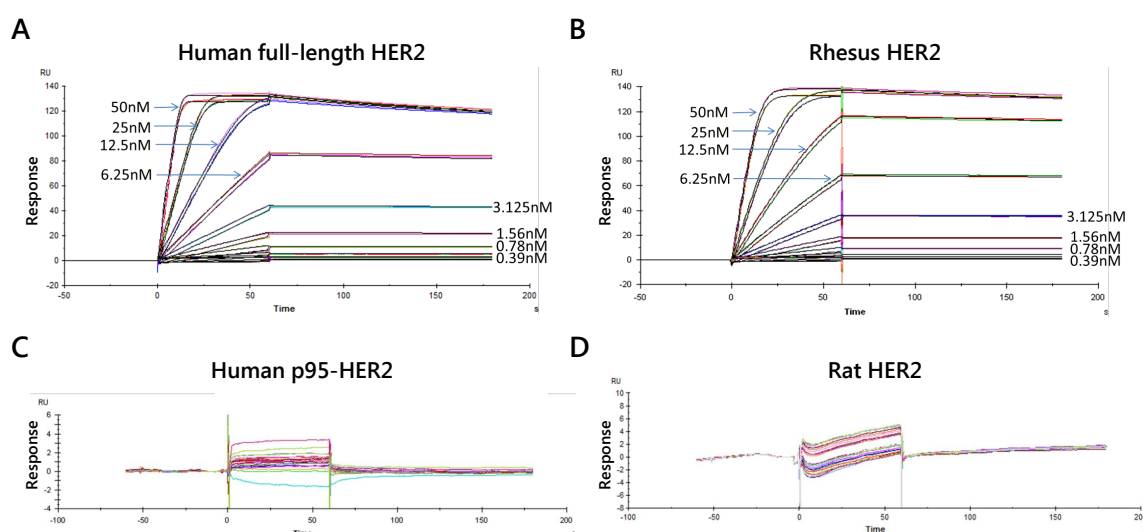 A
Human full-length HER2
RU
140
120
100
80
60
40
20
0
-20
Response
50nM
25nM
12.5nM
6.25nM
3.125nM
1.56nM
0.78nM
0.39nM
-50
0
50
100
150
200
Time
s
B
Rhesus HER2
RU
140
120
100
80
60
40
20
0
-20
Response
50nM
25nM
12.5nM
6.25nM
3.125nM
1.56nM
0.78nM
0.39nM
-50
0
50
100
150
200
Time
s
C
Human p95-HER2
RU
6
4
2
0
-2
-4
Response
-100
-50
0
50
100
150
200
Time
D
Rat HER2
RU
10
8
6
4
2
0
-2
-4
-6
-8
Response
-100
-50
0
50
100
150
Time